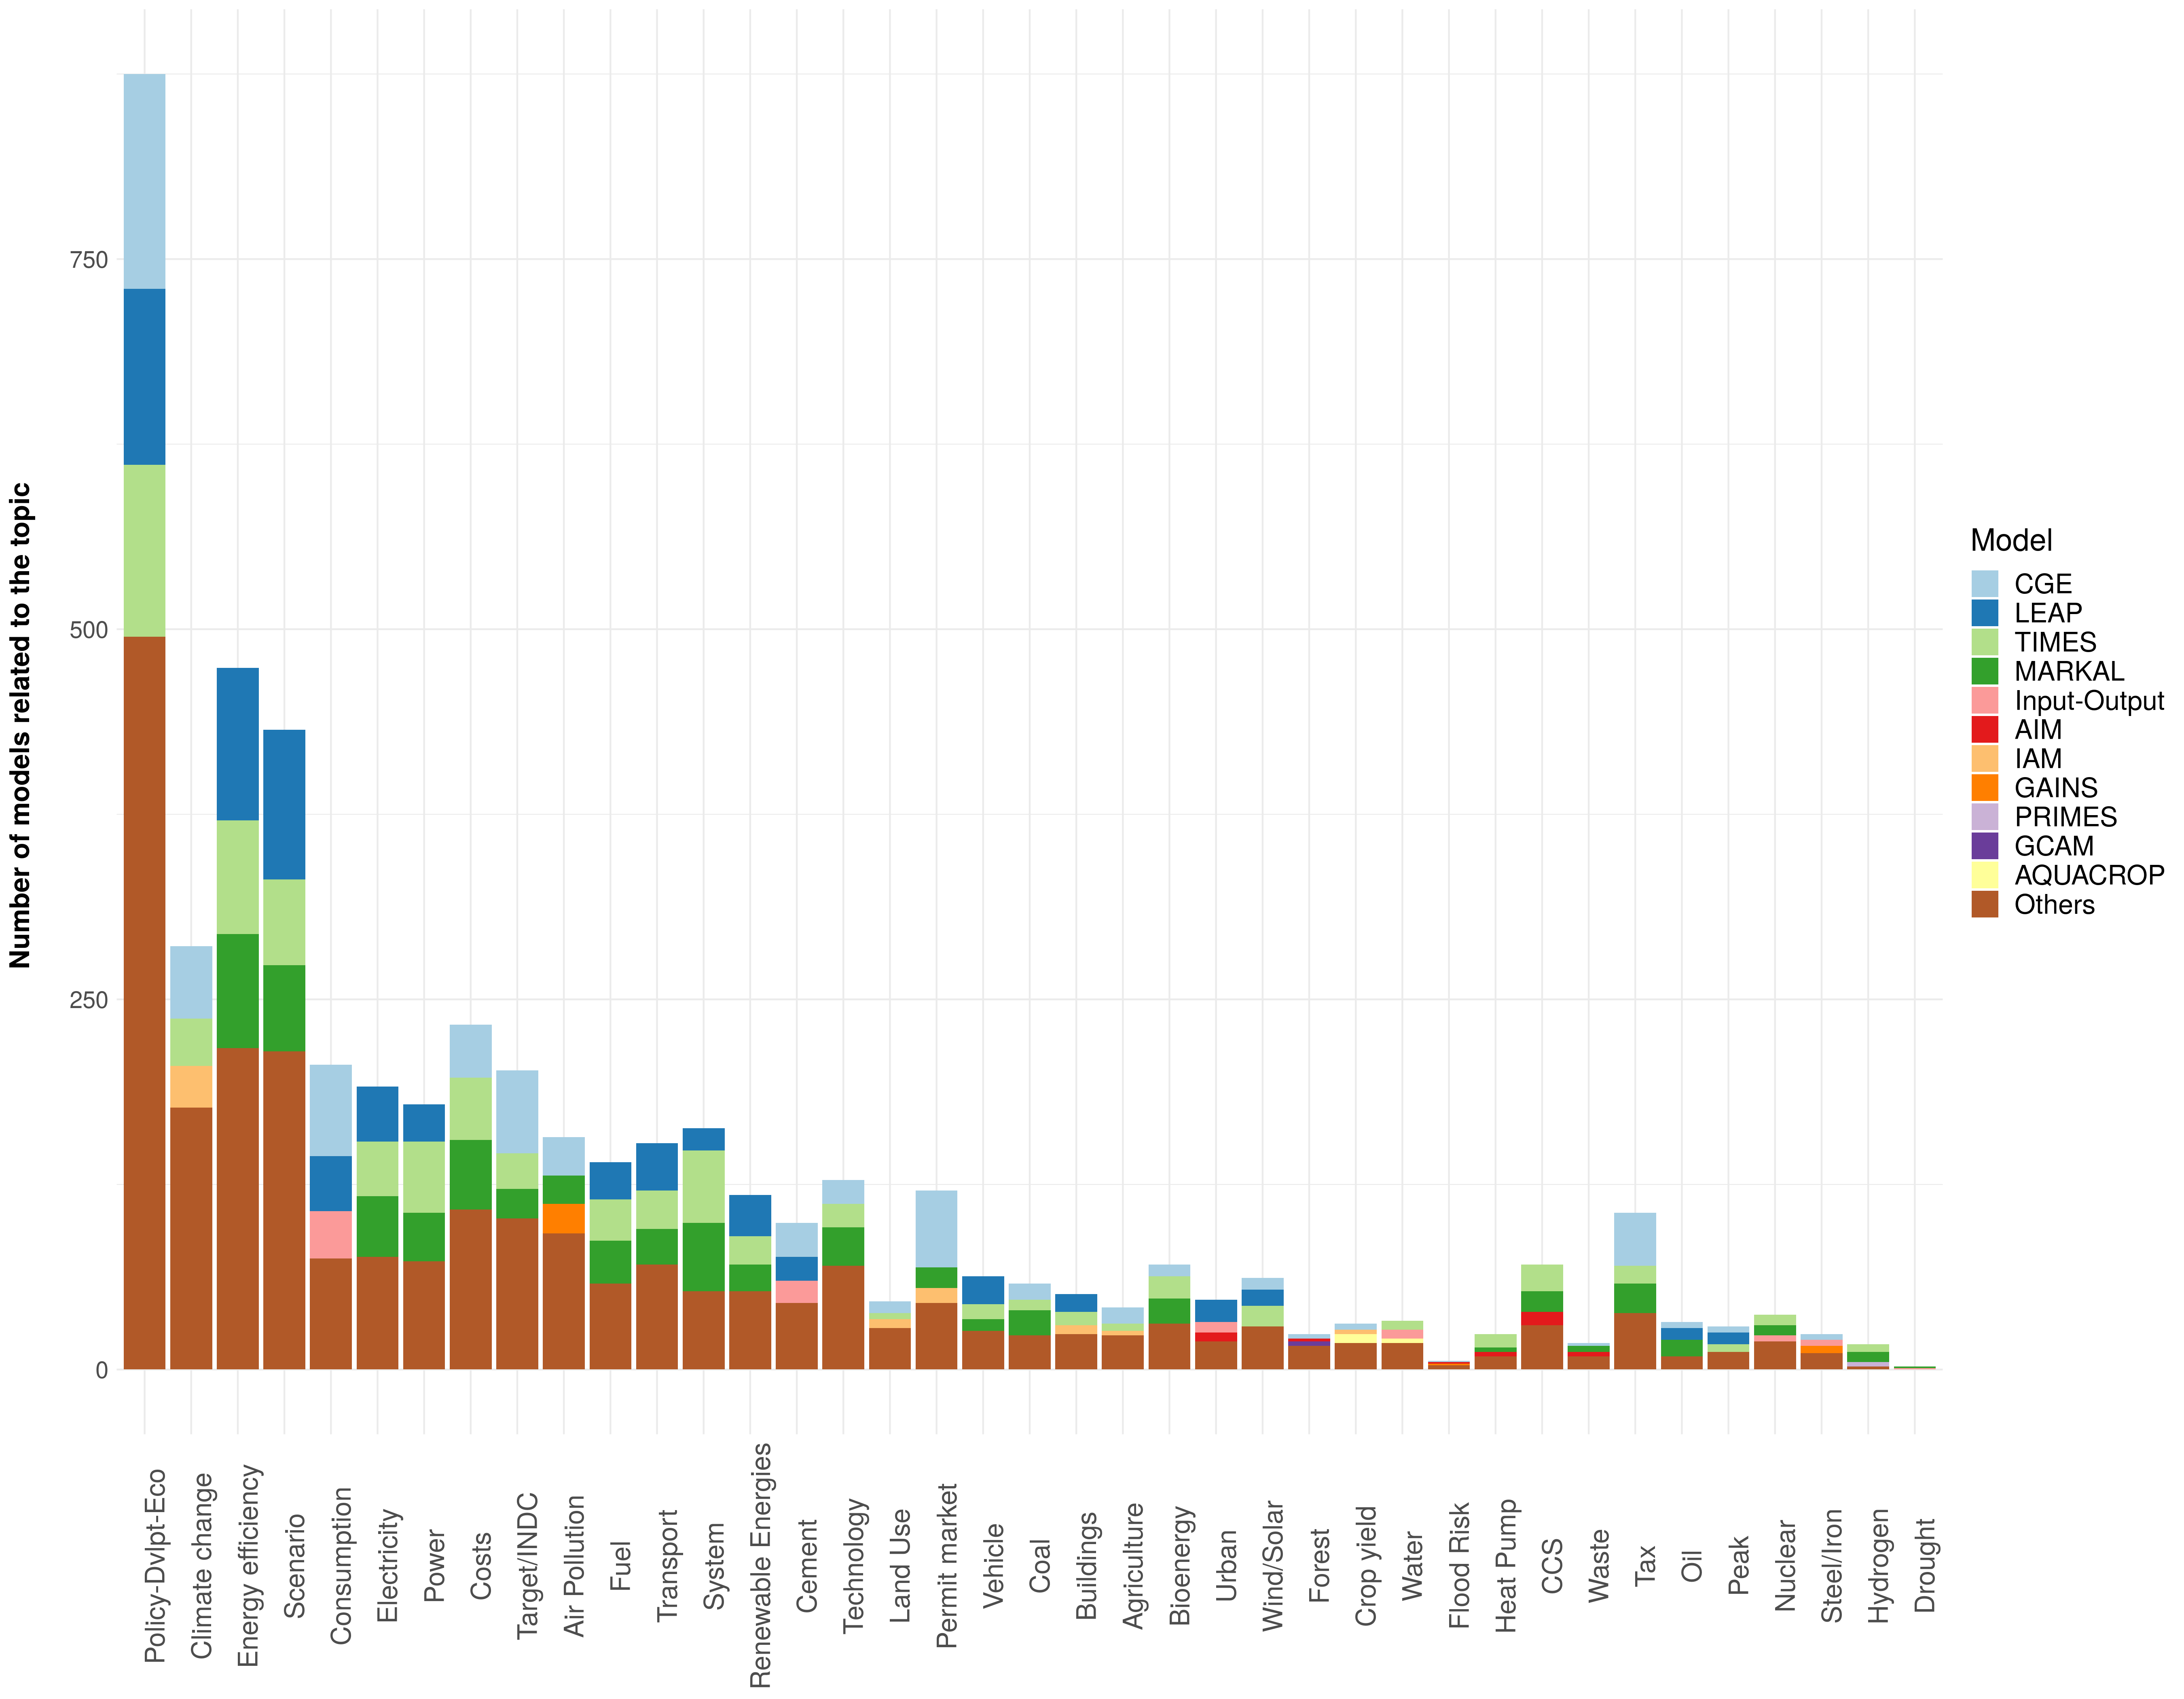 Number of models related to the topic
750
500
250
0
Policy-Dvlpt-Eco
Climate change
Energy efficiency
Scenario
Consumption
Electricity
Power
Costs
Target/INDC
Air Pollution
Fuel
Transport
System
Renewable Energies
Cement
Technology
Land Use
Permit market
Vehicle
Coal
Buildings
Agriculture
Bioenergy
Urban
Wind/Solar
Forest
Crop yield
Water
Flood Risk
Heat Pump
CCS
Waste
Tax
Oil
Peak
Nuclear
Steel/Iron
Hydrogen
Drought
Model
CGE
LEAP
TIMES
MARKAL
Input-Output
AIM
IAM
GAINS
PRIMES
GCAM
AQUACROP
Others